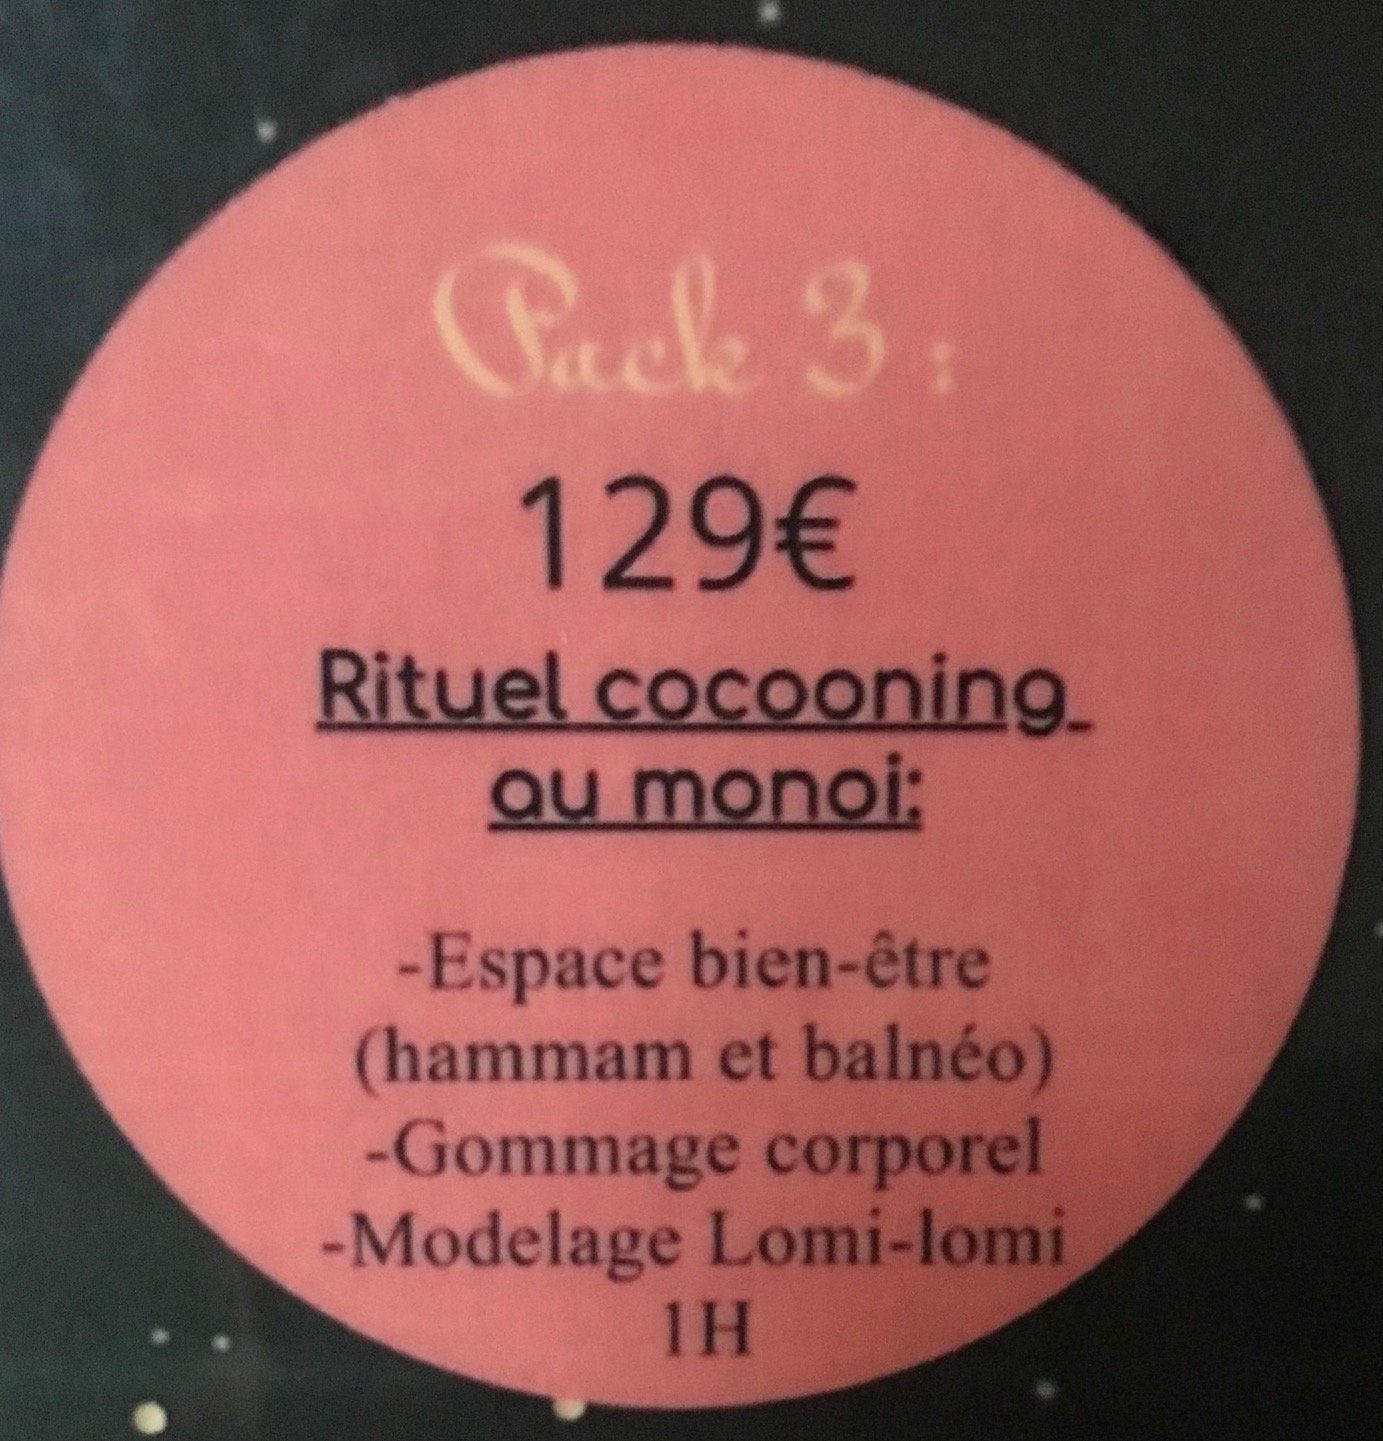 Pack 3 :
129€
Rituel cocooning
au monoi:
-Espace bien-être
(hammam et balnéo)
-Gommage corporel
-Modelage Lomi-lomi
1H